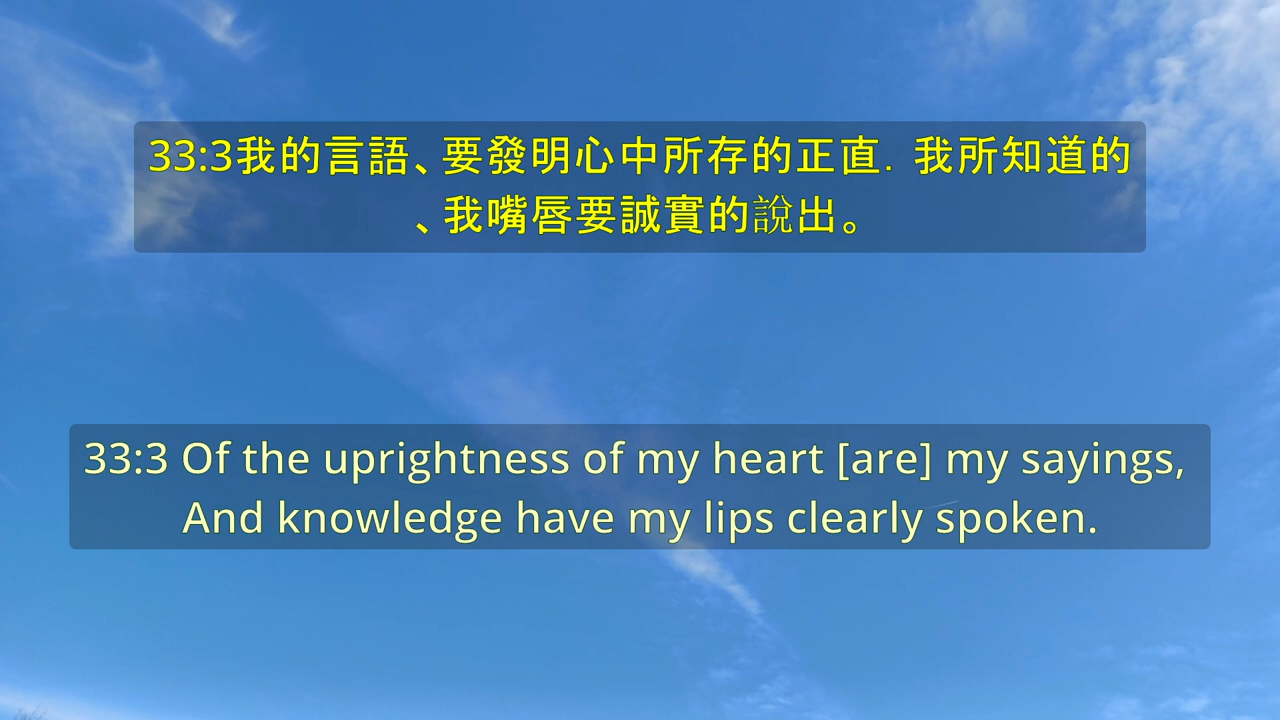 33:3我的言語、要發明心中所存的正直．我所知道的
、我嘴唇要誠實的說出。
33:3 Of the uprightness of my heart [are] my sayings,
And knowledge have my lips clearly spoken.